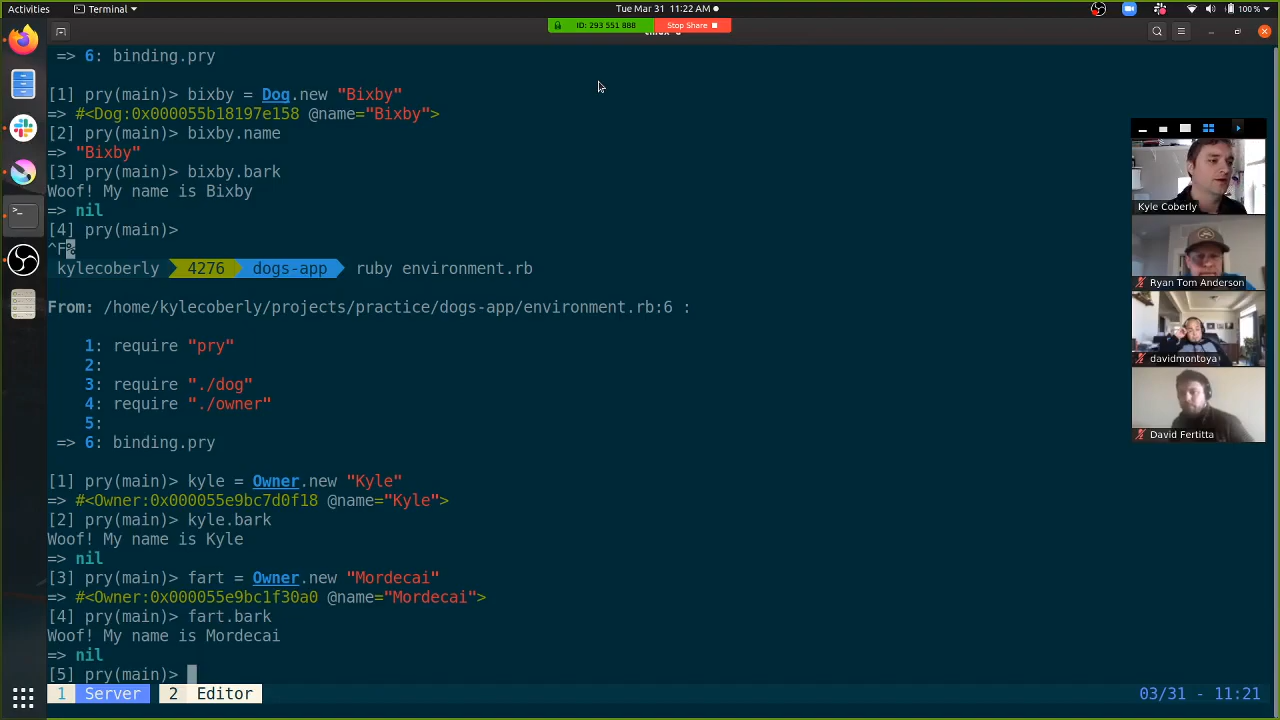 Activities
Terminal
Tue Mar 31 11:22 AM
100 %
ID: 293 551 888
Stop Share
=> 6: binding.pry
[1] pry(main)> bixby = Dog.new "Bixby"
=> #<Dog:0x000055b18197e158 @name="Bixby">
[2] pry(main)> bixby.name
=> "Bixby"
[3] pry(main)> bixby.bark
Woof! My name is Bixby
=> nil
[4] pry(main)>
^F%
kylecoberly 4276 dogs-app ruby environment.rb
From: /home/kylecoberly/projects/practice/dogs-app/environment.rb:6 :
1: require "pry"
2:
3: require "./dog"
4: require "./owner"
5:
=> 6: binding.pry
[1] pry(main)> kyle = Owner.new "Kyle"
=> #<Owner:0x000055e9bc7d0f18 @name="Kyle">
[2] pry(main)> kyle.bark
Woof! My name is Kyle
=> nil
[3] pry(main)> fart = Owner.new "Mordecai"
=> #<Owner:0x000055e9bc1f30a0 @name="Mordecai">
[4] pry(main)> fart.bark
Woof! My name is Mordecai
=> nil
[5] pry(main)>
1 Server 2 Editor
03/31 - 11:21
Kyle Coberly
Ryan Tom Anderson
davidmontoya
David Fertitta